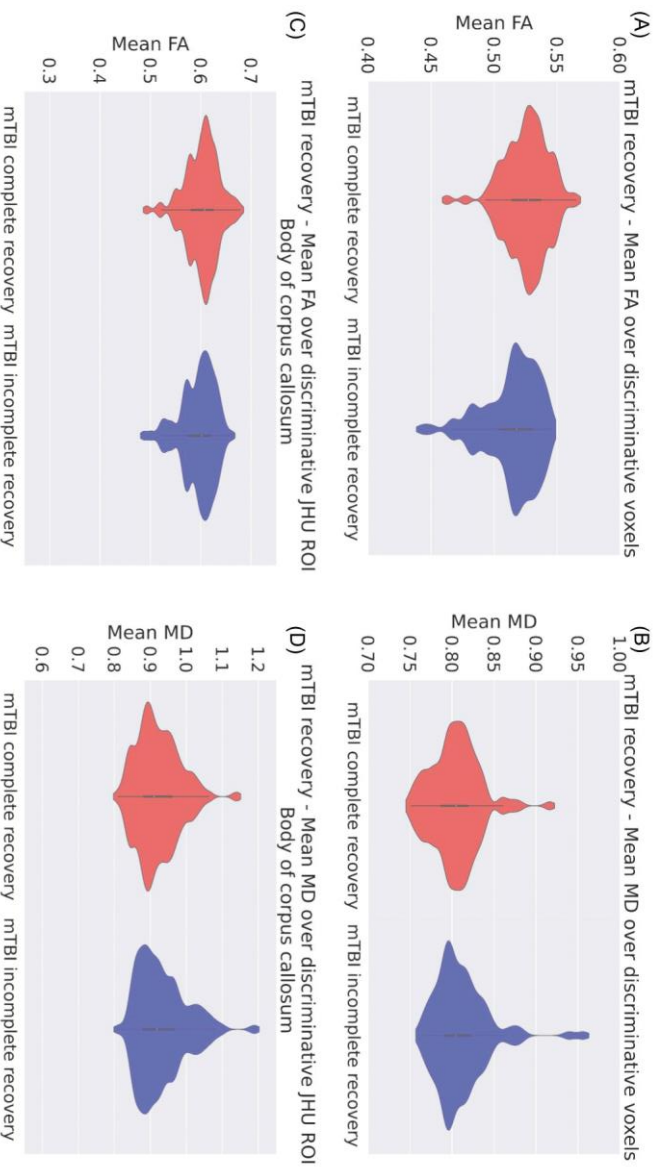 (A)
mTBI recovery - Mean FA over discriminative voxels
Mean FA
0.60
0.55
0.50
0.45
0.40
mTBI complete recovery
mTBI incomplete recovery
(B)
mTBI recovery - Mean MD over discriminative voxels
Mean MD
1.00
0.95
0.90
0.85
0.80
0.75
0.70
mTBI complete recovery
mTBI incomplete recovery
(C)
mTBI recovery - Mean FA over discriminative JHU ROI
Body of corpus callosum
Mean FA
0.7
0.6
0.5
0.4
0.3
mTBI complete recovery
mTBI incomplete recovery
(D)
mTBI recovery - Mean MD over discriminative JHU ROI
Body of corpus callosum
Mean MD
1.2
1.1
1.0
0.9
0.8
0.7
0.6
mTBI complete recovery
mTBI incomplete recovery